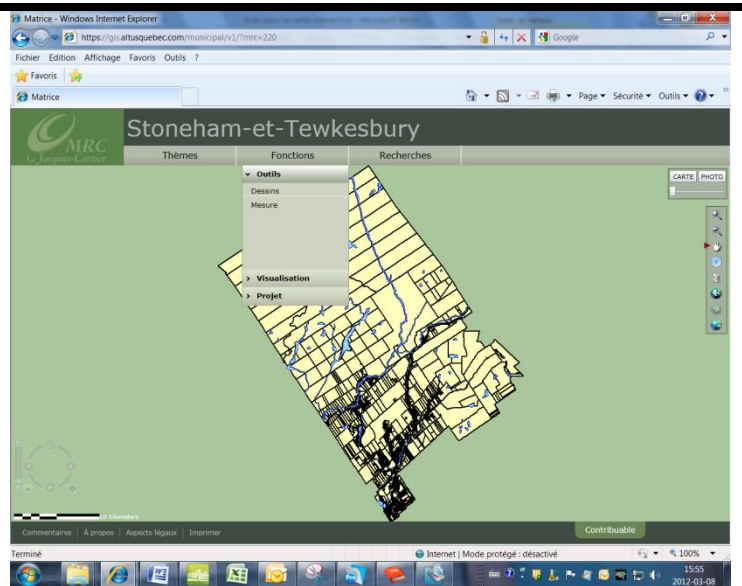 Matrice - Windows Internet Explorer
https://gis.altusquebec.com/municipal/v1/?mrc=220
Google
Fichier Edition Affichage Favoris Outils ?
Favoris
Matrice
Page Sécurité Outils
MRC
La Jacques-Cartier
Stoneham-et-Tewkesbury
Thèmes Fonctions Recherches
Outils
Dessins
Mesure
Visualisation
Projet
CARTE PHOTO
Commentaires | À propos | Aspects légaux | Imprimer
Contribuable
Terminé
Internet | Mode protégé : désactivé
100%
15:55
2012-03-08